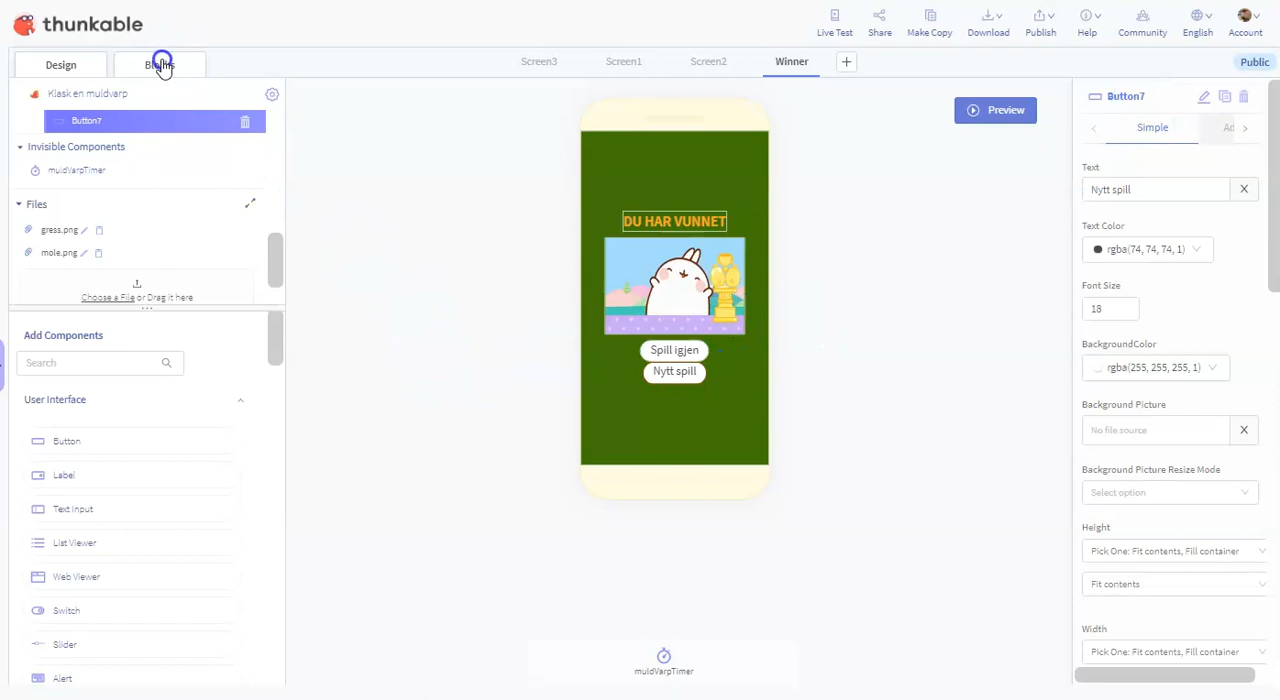 thunkable
Live Test
Share
Make Copy
Download
Publish
Help
Community
English
Account
Design
Screen3
Screen1
Screen2
Winner
+
Public
Klask en muldvarp
Button7
Invisible Components
muldVarpTimer
Files
gress.png
mole.png
Choose a File or Drag it here
Add Components
Search
User Interface
Button
Label
Text Input
List Viewer
Web Viewer
Switch
Slider
Alert
DU HAR VUNNET
Spill igjen
Nytt spill
muldVarpTimer
Preview
Button7
Simple
Ad
Text
Nytt spill
X
Text Color
rgba(74, 74, 74, 1)
Font Size
18
BackgroundColor
rgba(255, 255, 255, 1)
Background Picture
No file source
X
Background Picture Resize Mode
Select option
Height
Pick One: Fit contents, Fill container
Fit contents
Width
Pick One: Fit contents, Fill container